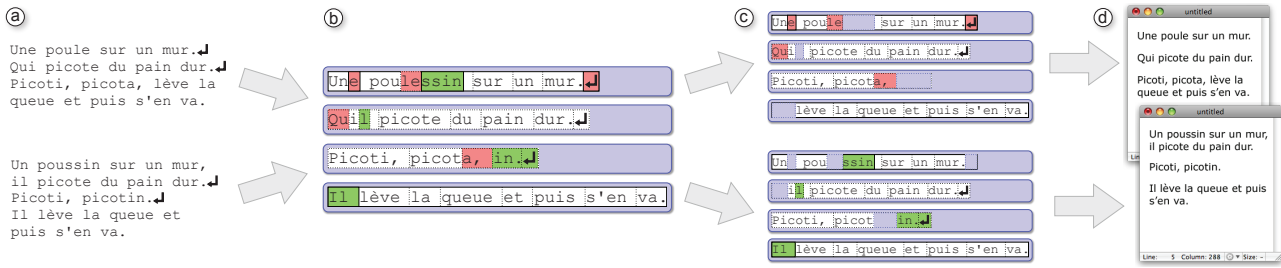 a
Une poule sur un mur.↲
Qui picote du pain dur.↲
Picoti, picota, lève la
queue et puis s'en va.
Un poussin sur un mur,
il picote du pain dur.↲
Picoti, picotin.↲
Il lève la queue et
puis s'en va.
b
Une poulessin sur un mur.↲
Quil picote du pain dur.↲
Picoti, picota, in.↲
Il lève la queue et puis s'en va.
c
Une poule sur un mur.↲
Qui picote du pain dur.↲
Picoti, picota,
lève la queue et puis s'en va.
Un pou ssin sur un mur.
il picote du pain dur.↲
Picoti, picot in.↲
Il lève la queue et puis s'en va.
d
untitled
Une poule sur un mur.
Qui picote du pain dur.
Picoti, picota, lève la
queue et puis s'en va.
untitled
Un poussin sur un mur,
il picote du pain dur.
Picoti, picotin.
Il lève la queue et puis
s'en va.
Line: 5 Column: 288 Size: -